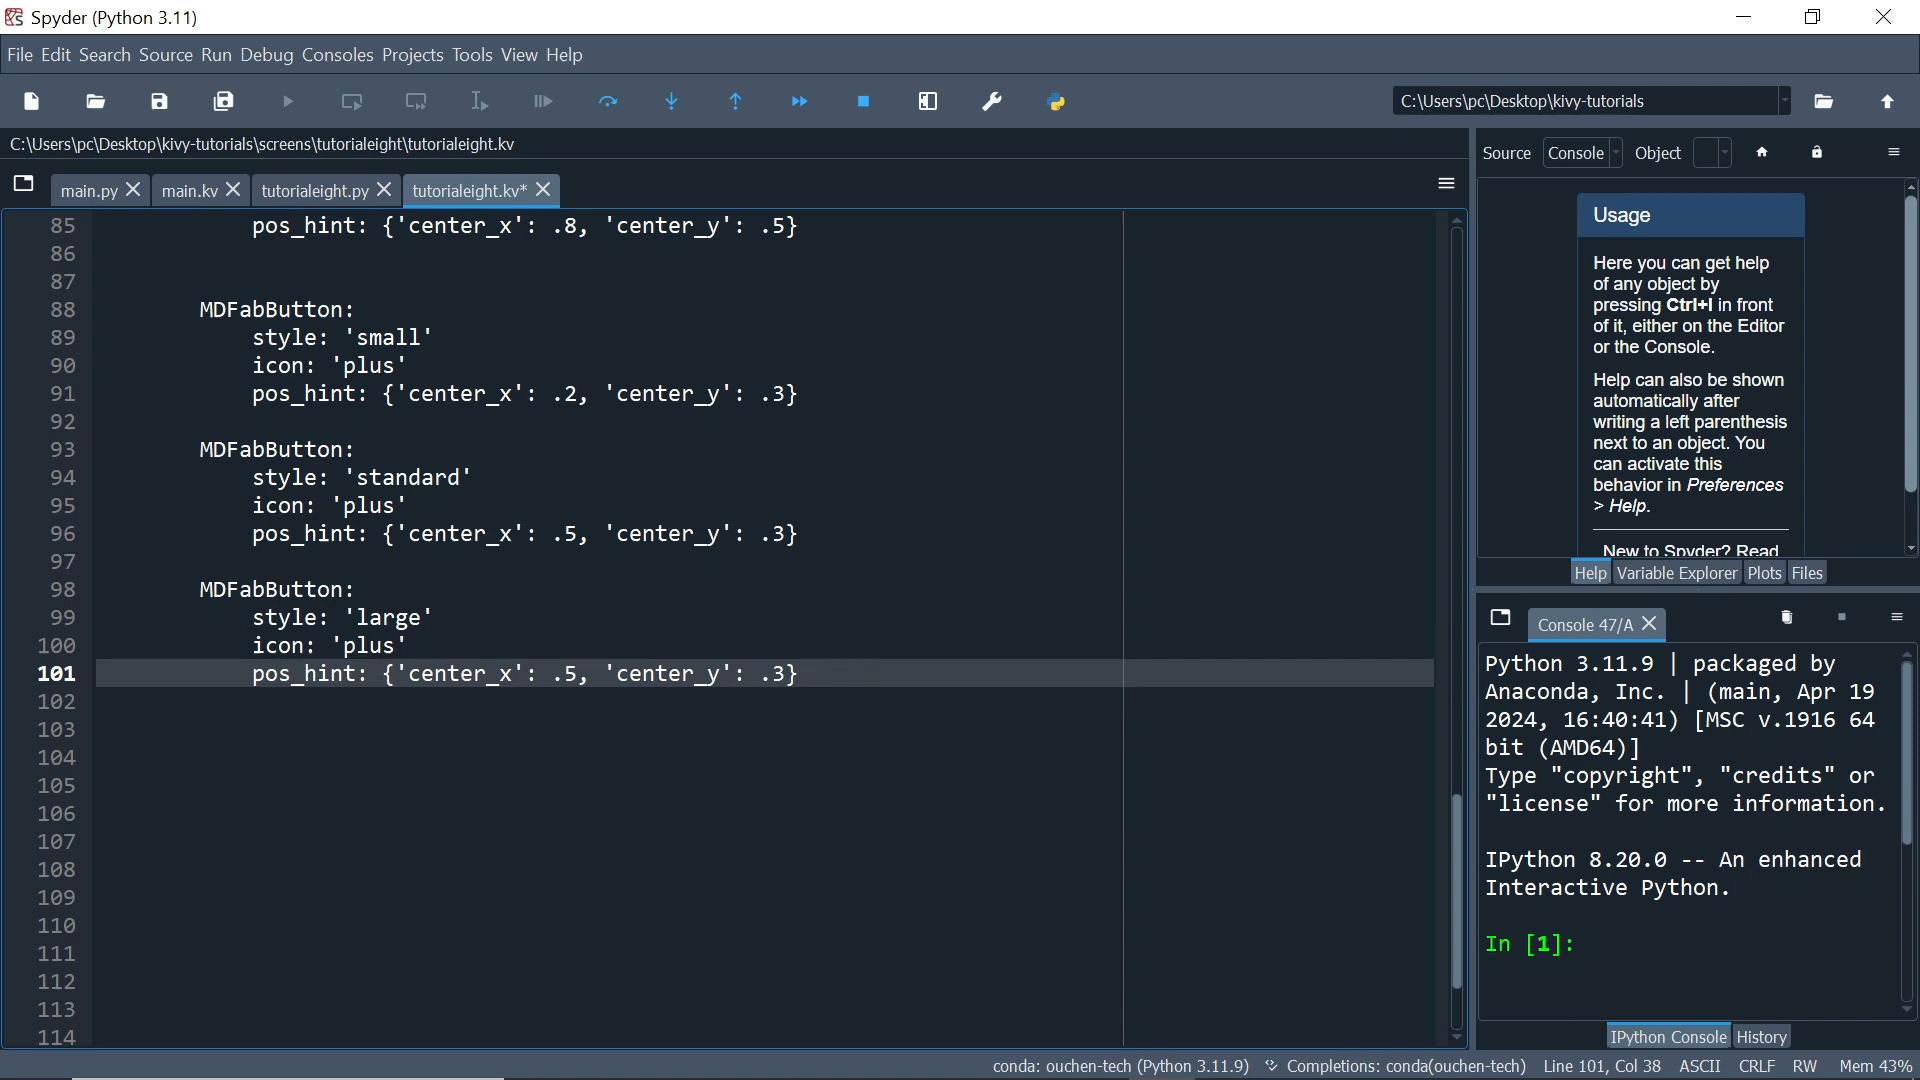 Spyder (Python 3.11)
File Edit Search Source Run Debug Consoles Projects Tools View Help
C:\Users\pc\Desktop\kivy-tutorials
C:\Users\pc\Desktop\kivy-tutorials\screens\tutorialeight\tutorialeight.kv
main.py main.kv tutorialeight.py tutorialeight.kv*
85 pos_hint: {'center_x': .8, 'center_y': .5}
86
87
88 MDFabButton:
89 style: 'small'
90 icon: 'plus'
91 pos_hint: {'center_x': .2, 'center_y': .3}
92
93 MDFabButton:
94 style: 'standard'
95 icon: 'plus'
96 pos_hint: {'center_x': .5, 'center_y': .3}
97
98 MDFabButton:
99 style: 'large'
100 icon: 'plus'
101 pos_hint: {'center_x': .5, 'center_y': .3}
102
103
104
105
106
107
108
109
110
111
112
113
114
Source Console Object
Usage
Here you can get help
of any object by
pressing Ctrl+I in front
of it, either on the Editor
or the Console.
Help can also be shown
automatically after
writing a left parenthesis
next to an object. You
can activate this
behavior in Preferences
> Help.
New to Spyder? Read
Help Variable Explorer Plots Files
Console 47/A
Python 3.11.9 | packaged by
Anaconda, Inc. | (main, Apr 19
2024, 16:40:41) [MSC v.1916 64
bit (AMD64)]
Type "copyright", "credits" or
"license" for more information.
IPython 8.20.0 -- An enhanced
Interactive Python.
In [1]:
IPython Console History
conda: ouchen-tech (Python 3.11.9) Completions: conda(ouchen-tech) Line 101, Col 38 ASCII CRLF RW Mem 43%